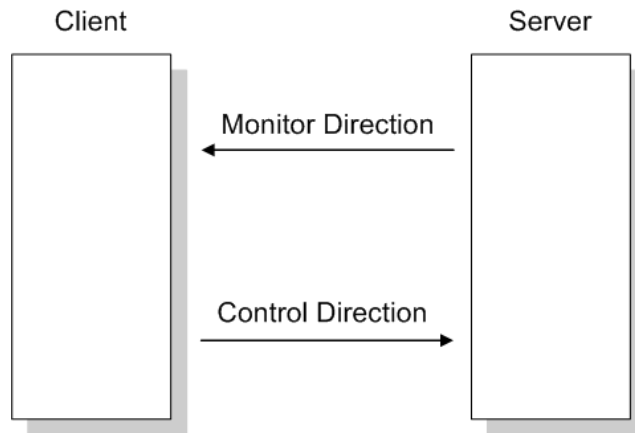 Client
Server
Monitor Direction
Control Direction